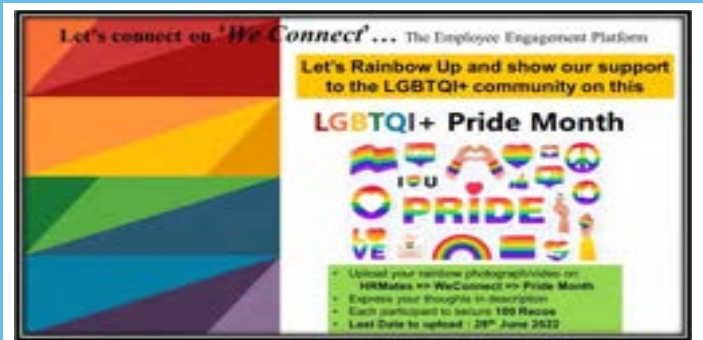 Let's connect on 'We Connect'... The Employee Engagement Platform
Let's Rainbow Up and show our support
to the LGBTQI+ community on this
LGBTQI+ Pride Month
I U
PRIDE
LOVE
• Upload your rainbow photograph/video on:
HRMates => WeConnect => Pride Month
• Express your thoughts in description
• Each participant to secure 100 Recos
• Last Date to upload : 25th June 2022